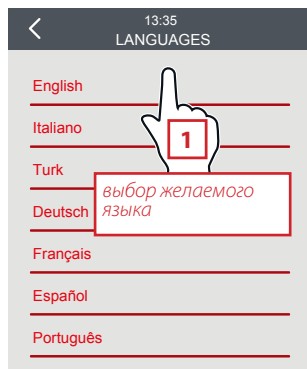 13:35
LANGUAGES
English
Italiano
1
Turk
выбор желаемого
языка
Deutsch
Français
Español
Português